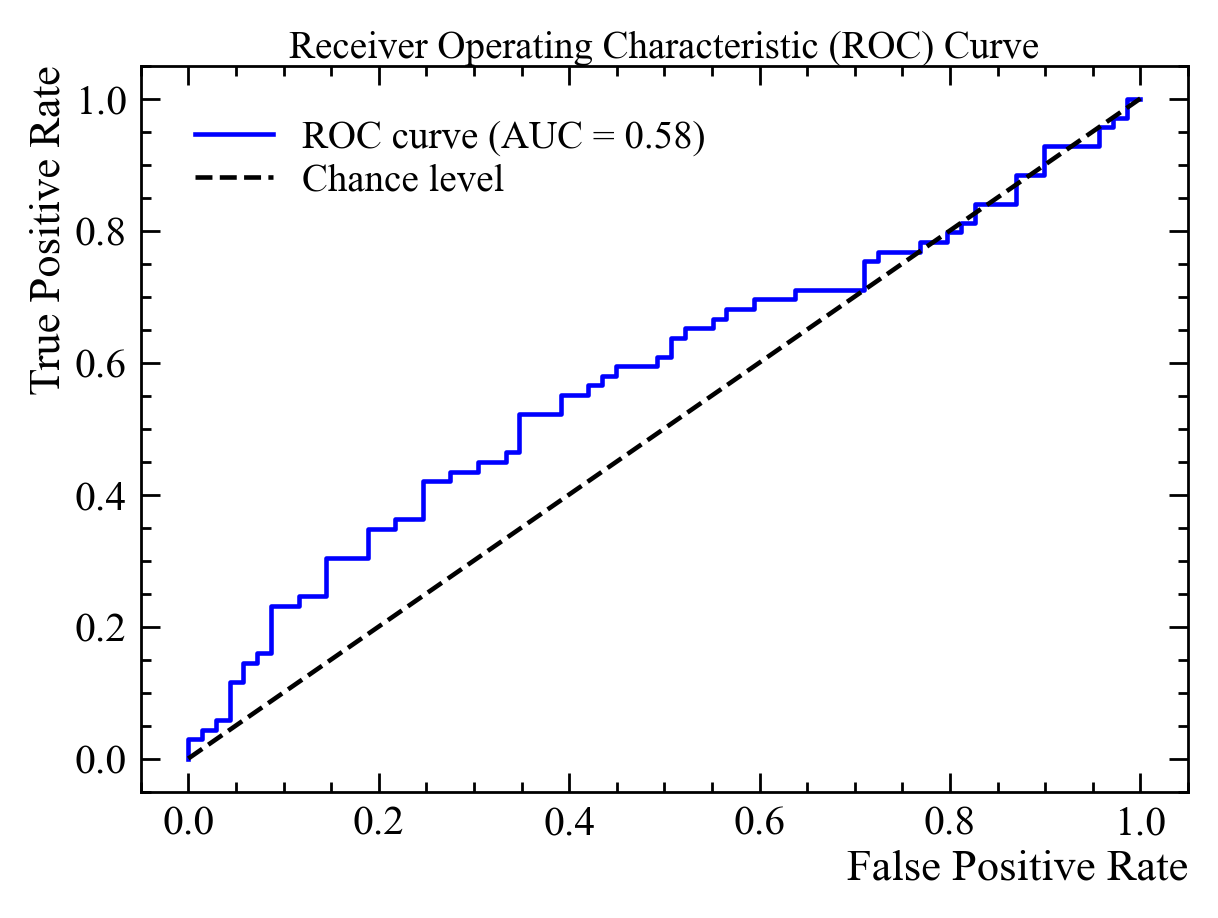 Receiver Operating Characteristic (ROC) Curve
True Positive Rate
1.0
0.8
0.6
0.4
0.2
0.0
ROC curve (AUC = 0.58)
Chance level
0.0 0.2 0.4 0.6 0.8 1.0
False Positive Rate